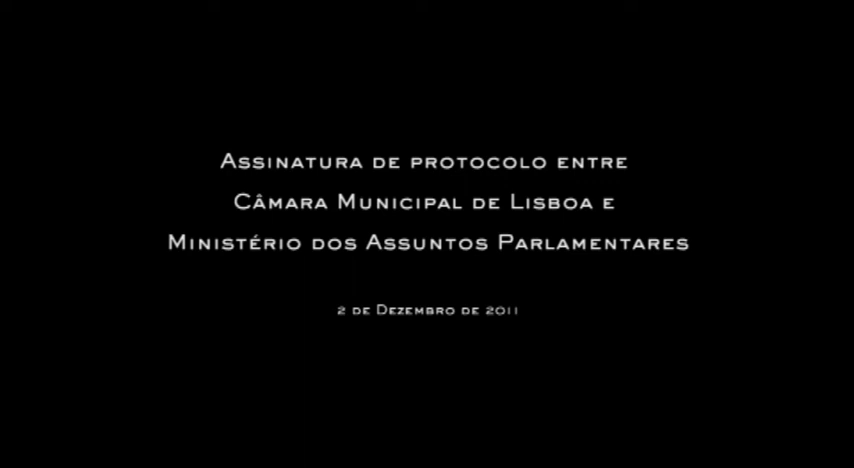 Assinatura de protocolo entre
Câmara Municipal de Lisboa e
Ministério dos Assuntos Parlamentares
2 de Dezembro de 2011